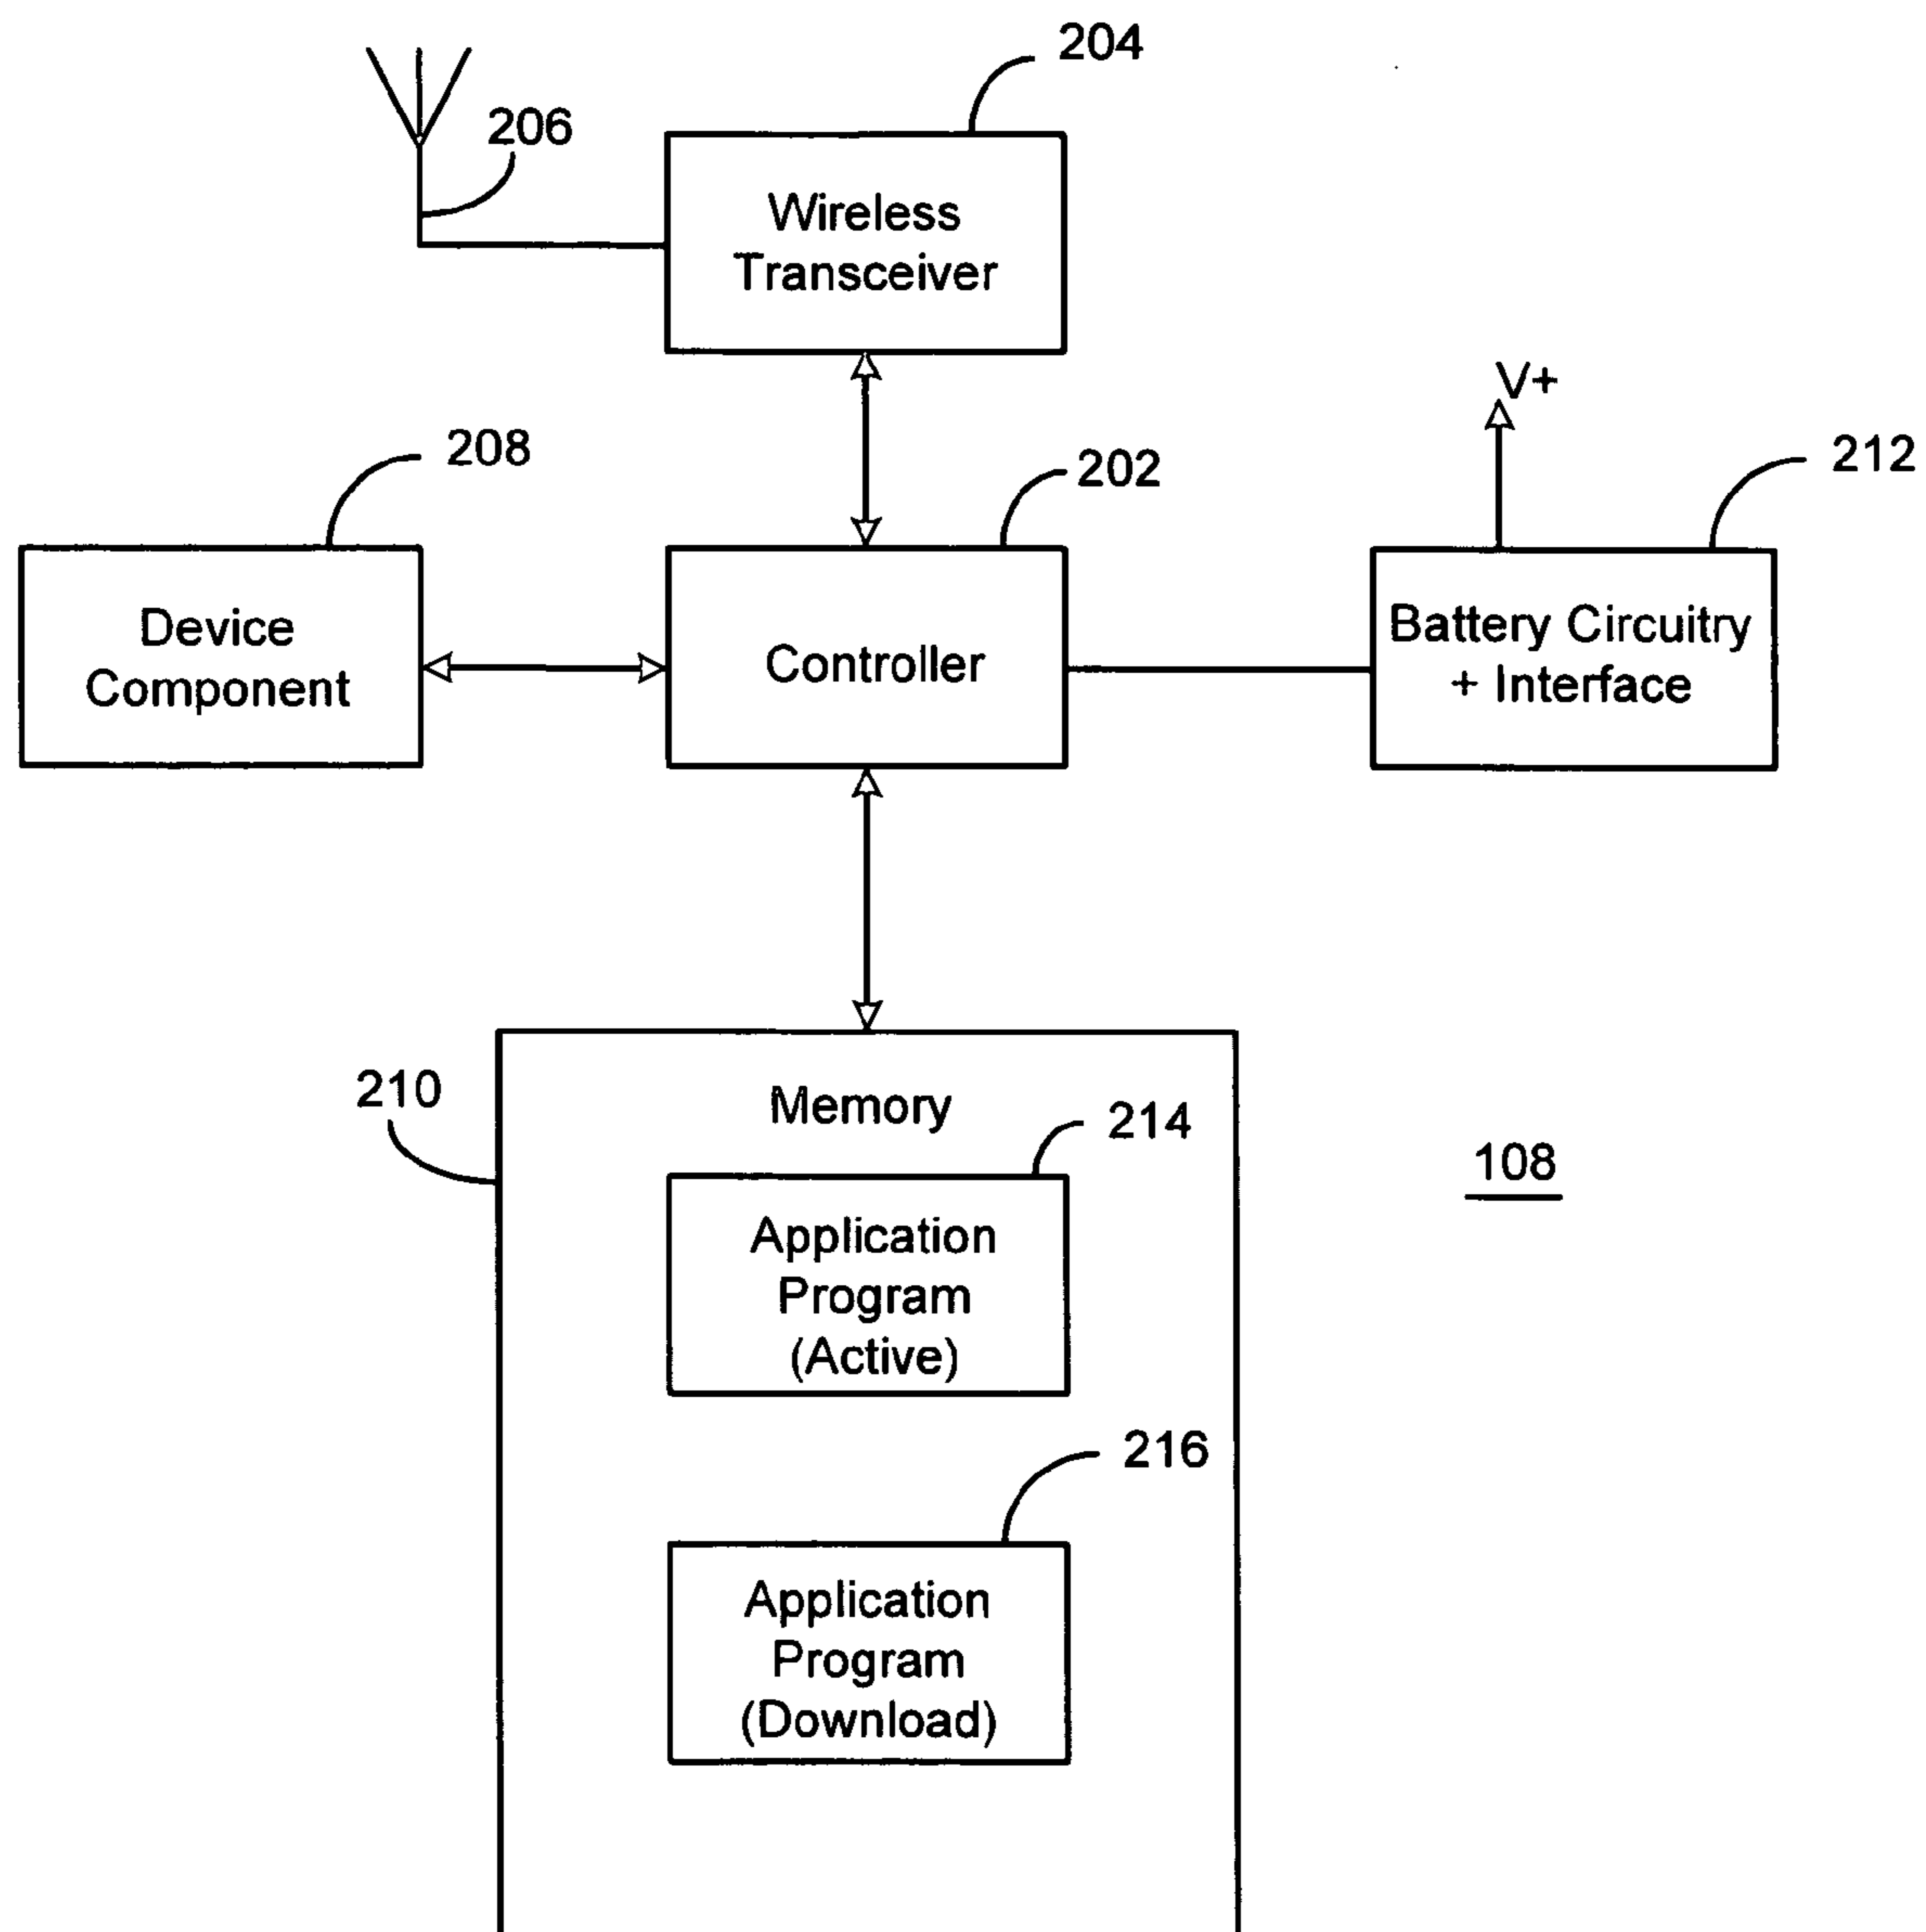 204
206
Wireless
Transceiver
V+
208
202
212
Device
Component
Controller
Battery Circuitry
+ Interface
210
Memory
214
108
Application
Program
(Active)
216
Application
Program
(Download)